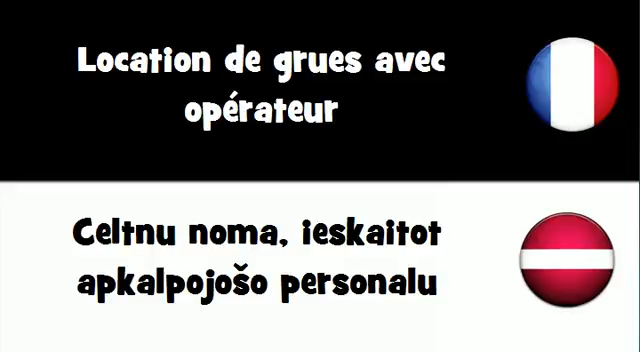 Location de grues avec
opérateur
Celtnu noma, ieskaitot
apkalpojošo personalu